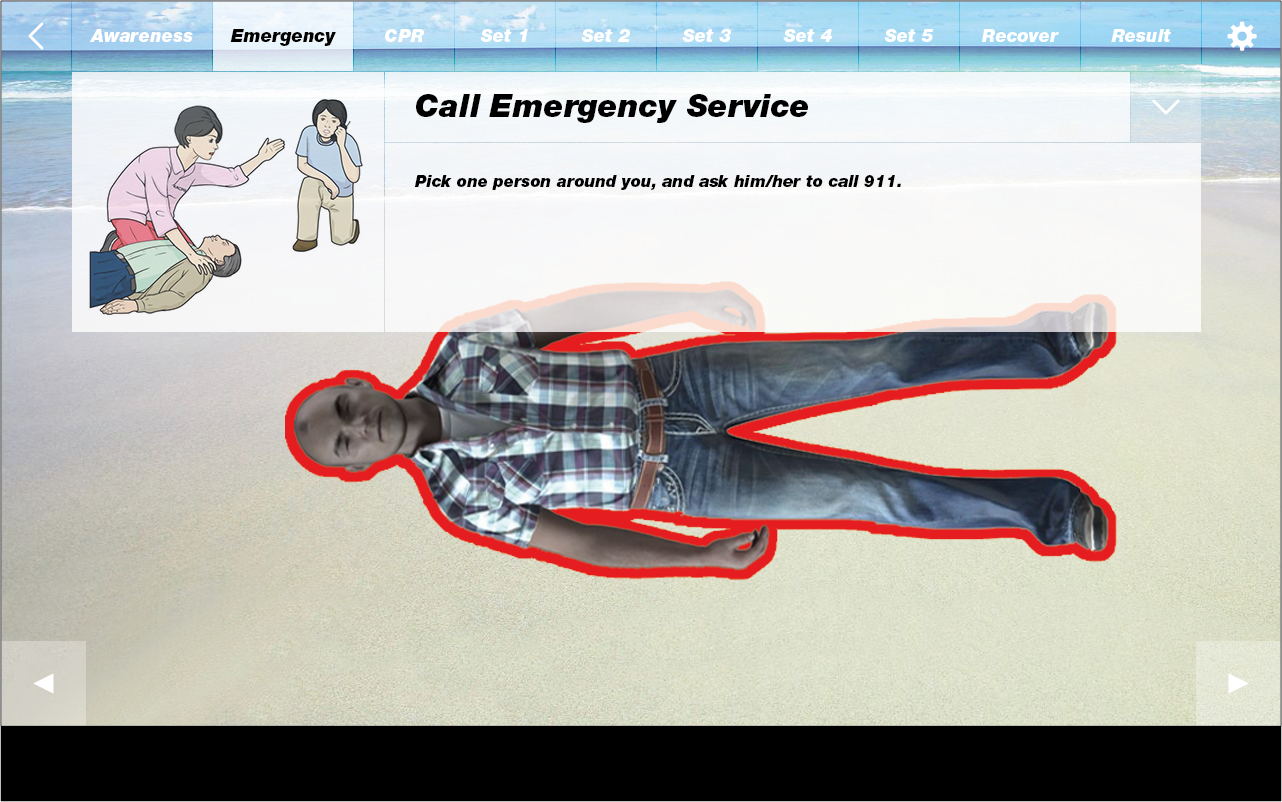 Awareness Emergency CPR Set 1 Set 2 Set 3 Set 4 Set 5 Recover Result
Call Emergency Service
Pick one person around you, and ask him/her to call 911.